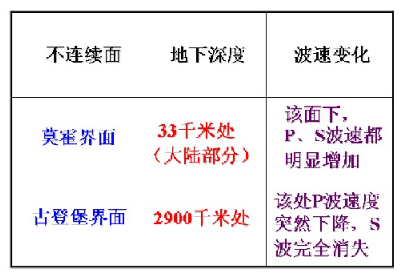 不连续面 地下深度 波速变化
莫霍界面 33千米处（大陆部分） 该面下，P、S波速都明显增加
古登堡界面 2900千米处 该处P波速度突然下降，S波完全消失